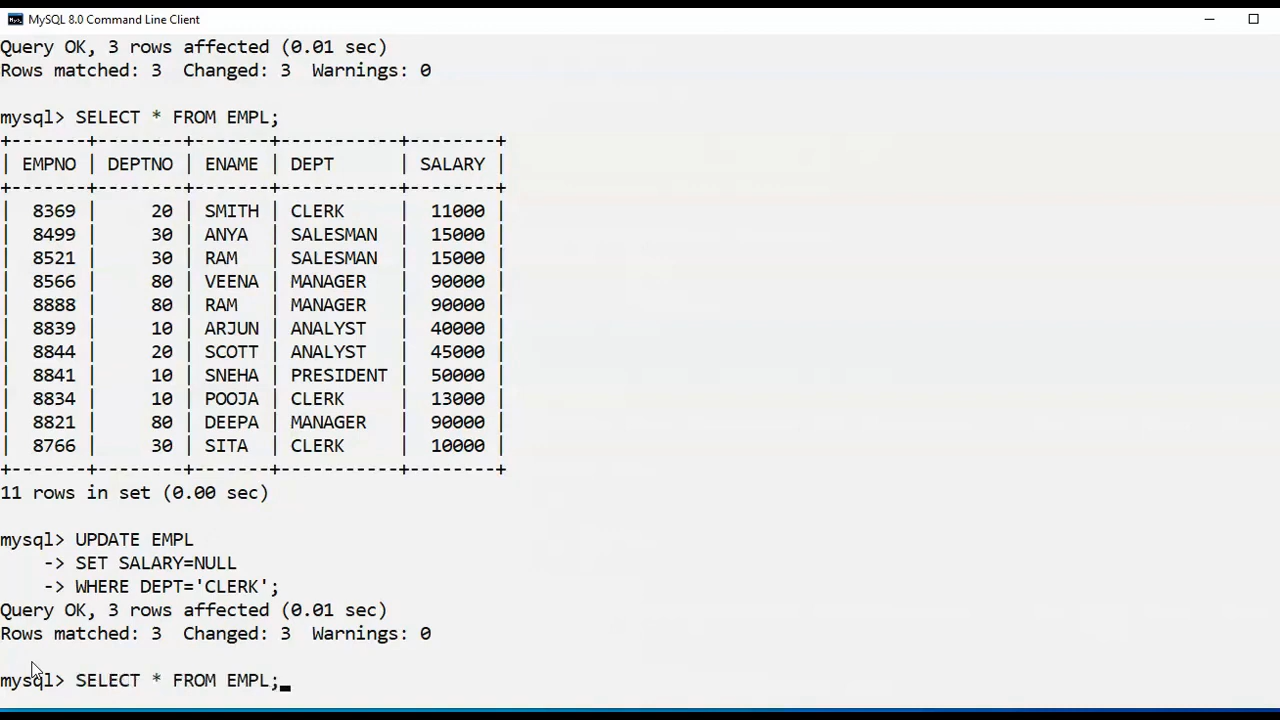 MySQL 8.0 Command Line Client
Query OK, 3 rows affected (0.01 sec)
Rows matched: 3  Changed: 3  Warnings: 0
mysql> SELECT * FROM EMPL;
+-------+--------+-------+-----------+--------+
| EMPNO | DEPTNO | ENAME | DEPT      | SALARY |
+-------+--------+-------+-----------+--------+
|  8369 |     20 | SMITH | CLERK     |  11000 |
|  8499 |     30 | ANYA  | SALESMAN  |  15000 |
|  8521 |     30 | RAM   | SALESMAN  |  15000 |
|  8566 |     80 | VEENA | MANAGER   |  90000 |
|  8888 |     80 | RAM   | MANAGER   |  90000 |
|  8839 |     10 | ARJUN | ANALYST   |  40000 |
|  8844 |     20 | SCOTT | ANALYST   |  45000 |
|  8841 |     10 | SNEHA | PRESIDENT |  50000 |
|  8834 |     10 | POOJA | CLERK     |  13000 |
|  8821 |     80 | DEEPA | MANAGER   |  90000 |
|  8766 |     30 | SITA  | CLERK     |  10000 |
+-------+--------+-------+-----------+--------+
11 rows in set (0.00 sec)
mysql> UPDATE EMPL
    -> SET SALARY=NULL
    -> WHERE DEPT='CLERK';
Query OK, 3 rows affected (0.01 sec)
Rows matched: 3  Changed: 3  Warnings: 0
mysql> SELECT * FROM EMPL;